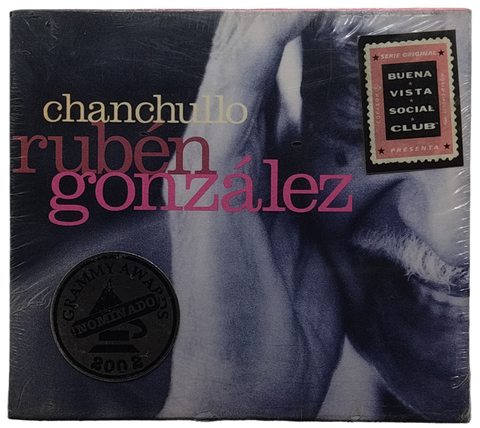 chanchullo
rubén
gonzález
SERIE ORIGINAL
BUENA
VISTA
SOCIAL
CLUB
PRESENTA
GRAMMY AWARDS
NOMINADO
2002